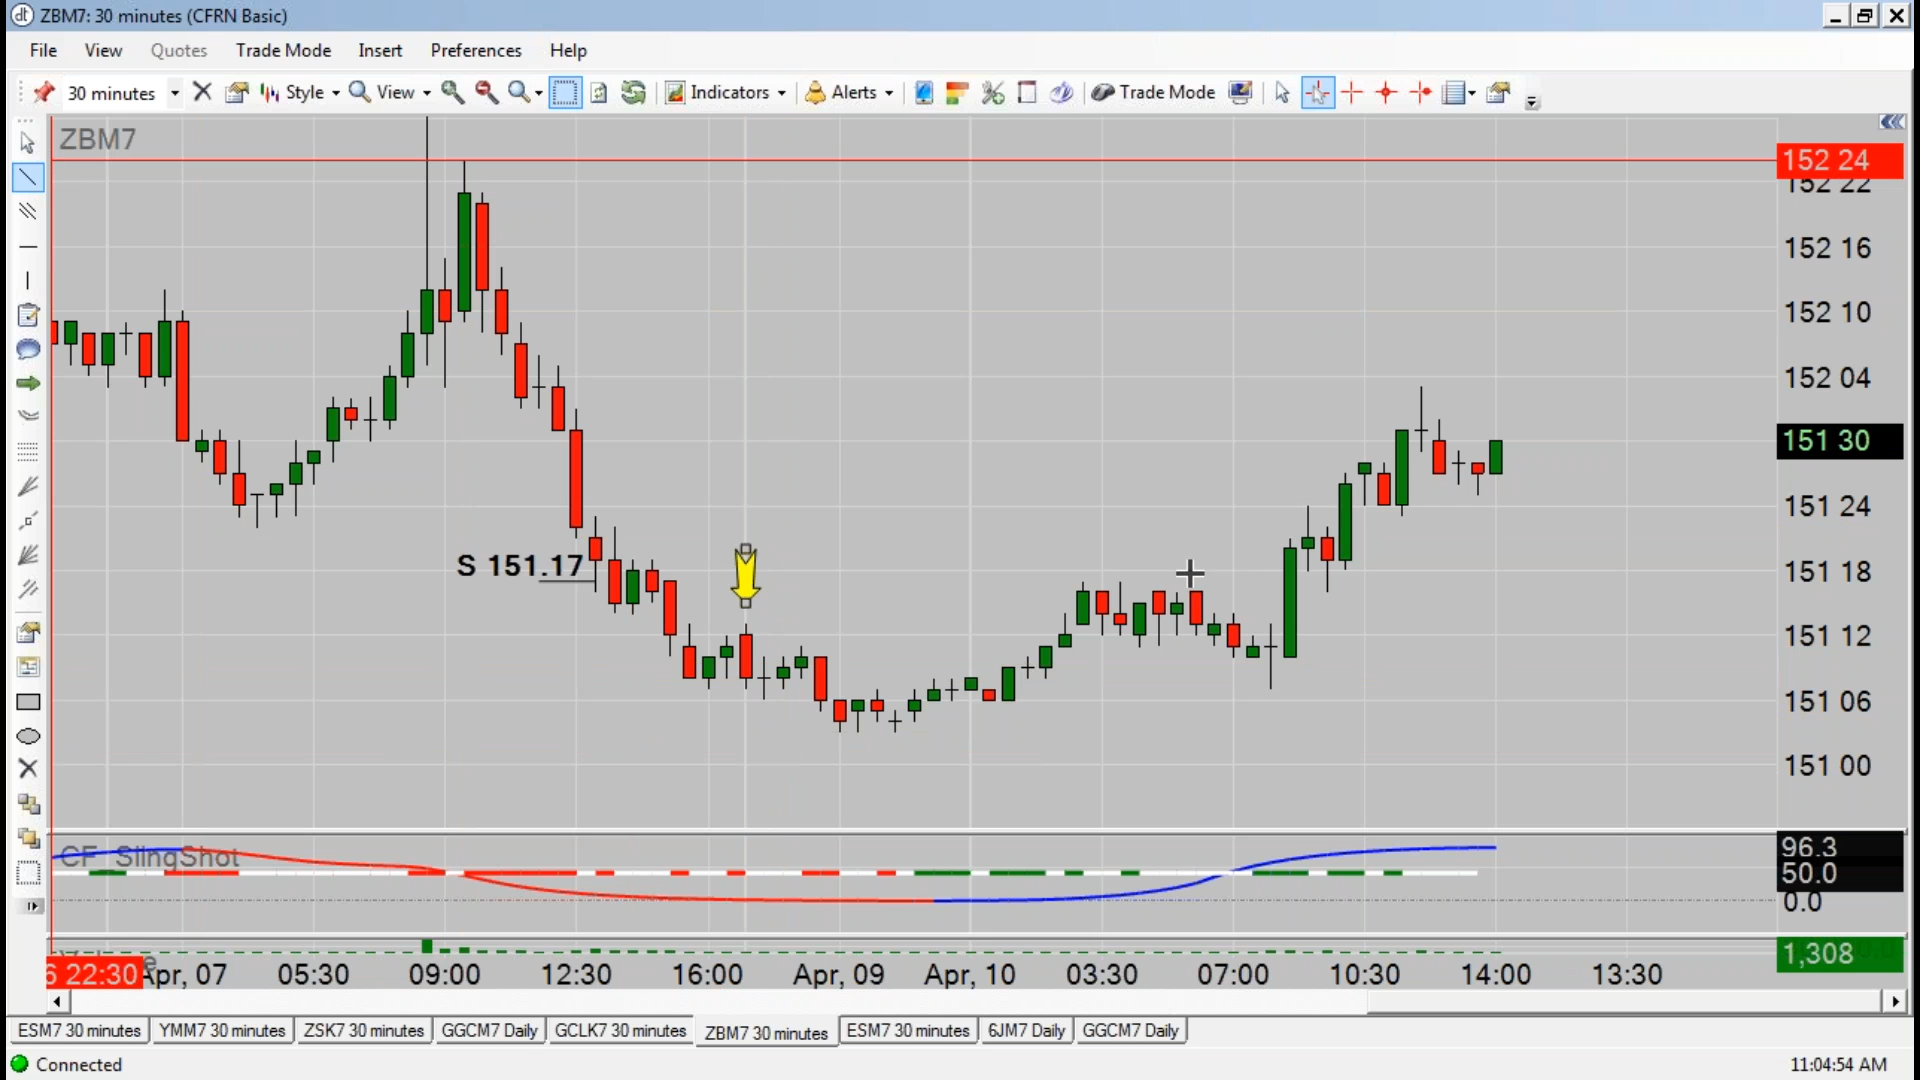 ZBM7: 30 minutes (CFRN Basic)
File View Quotes Trade Mode Insert Preferences Help
30 minutes Style View Indicators Alerts Trade Mode
ZBM7
152 24
152 22
152 16
152 10
152 04
151 30
151 24
S 151.17
151 18
151 12
151 06
151 00
CF_SlingShot
96.3
50.0
0.0
1,308
6 22:30 Apr, 07 05:30 09:00 12:30 16:00 Apr, 09 Apr, 10 03:30 07:00 10:30 14:00 13:30
ESM7 30 minutes YMM7 30 minutes ZSK7 30 minutes GGCM7 Daily GCLK7 30 minutes ZBM7 30 minutes ESM7 30 minutes 6JM7 Daily GGCM7 Daily
Connected 11:04:54 AM